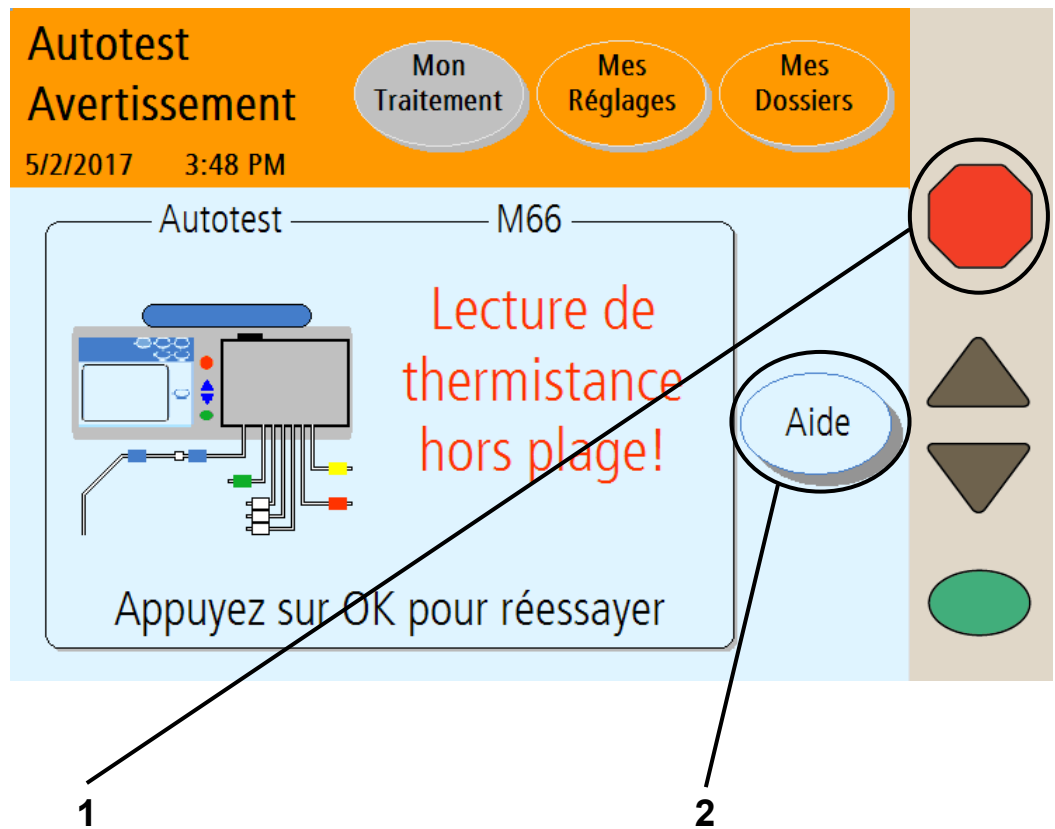 Autotest
Avertissement
5/2/2017 3:48 PM
Mon
Traitement
Mes
Réglages
Mes
Dossiers
Autotest M66
Lecture de
thermistance
hors plage!
Aide
Appuyez sur OK pour réessayer
1 2